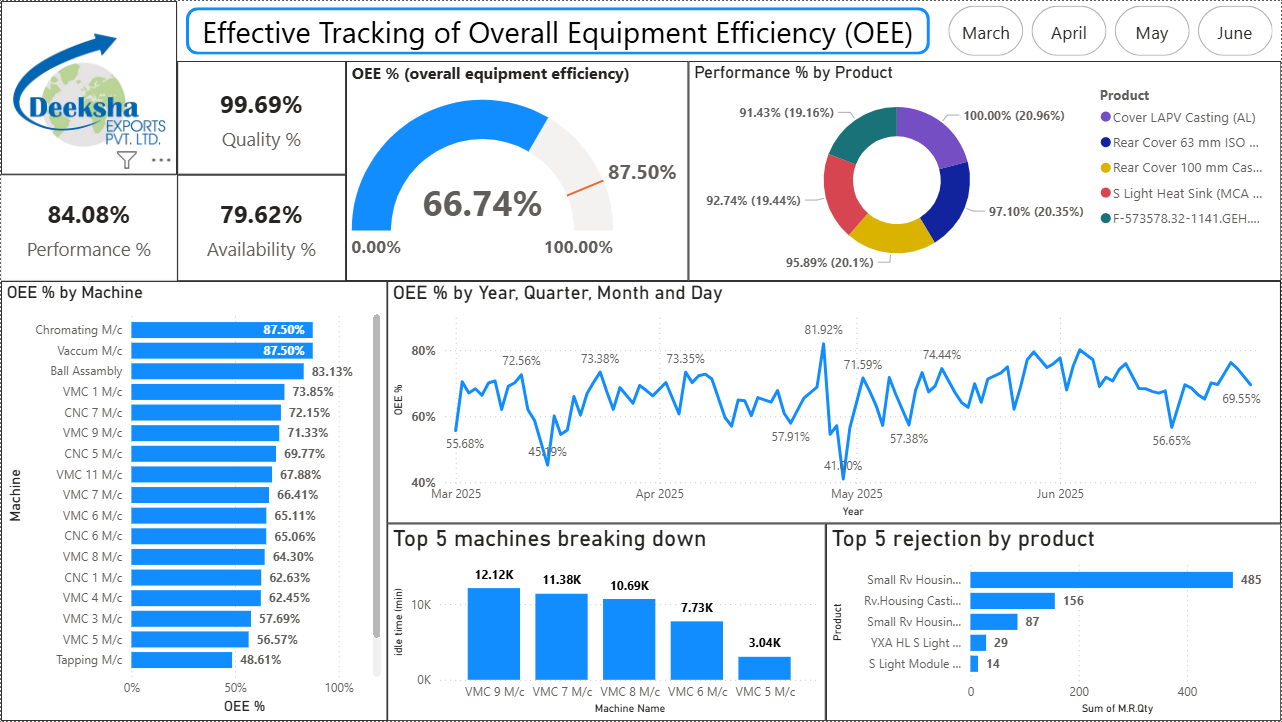 Effective Tracking of Overall Equipment Efficiency (OEE)
March
April
May
June
Deeksha
EXPORTS
PVT. LTD.
99.69%
Quality %
84.08%
Performance %
79.62%
Availability %
OEE % (overall equipment efficiency)
87.50%
66.74%
0.00%
100.00%
Performance % by Product
91.43% (19.16%)
100.00% (20.96%)
92.74% (19.44%)
97.10% (20.35%)
95.89% (20.1%)
Product
Cover LAPV Casting (AL)
Rear Cover 63 mm ISO ...
Rear Cover 100 mm Cas...
S Light Heat Sink (MCA ...
F-573578.32-1141.GEH....
OEE % by Machine
Machine
Chromating M/c 87.50%
Vaccum M/c 87.50%
Ball Assambly 83.13%
VMC 1 M/c 73.85%
CNC 7 M/c 72.15%
VMC 9 M/c 71.33%
CNC 5 M/c 69.77%
VMC 11 M/c 67.88%
VMC 7 M/c 66.41%
VMC 6 M/c 65.11%
CNC 6 M/c 65.06%
VMC 8 M/c 64.30%
CNC 1 M/c 62.63%
VMC 4 M/c 62.45%
VMC 3 M/c 57.69%
VMC 5 M/c 56.57%
Tapping M/c 48.61%
0% 50% 100%
OEE %
OEE % by Year, Quarter, Month and Day
OEE %
80%
60%
40%
55.68%
72.56%
45.19%
73.38%
73.35%
57.91%
81.92%
41.00%
71.59%
57.38%
74.44%
56.65%
69.55%
Mar 2025 Apr 2025 May 2025 Jun 2025
Year
Top 5 machines breaking down
idle time (min)
10K
0K
12.12K
11.38K
10.69K
7.73K
3.04K
VMC 9 M/c VMC 7 M/c VMC 8 M/c VMC 6 M/c VMC 5 M/c
Machine Name
Top 5 rejection by product
Product
Small Rv Housin... 485
Rv.Housing Casti... 156
Small Rv Housin... 87
YXA HL S Light ... 29
S Light Module ... 14
0 200 400
Sum of M.R.Qty